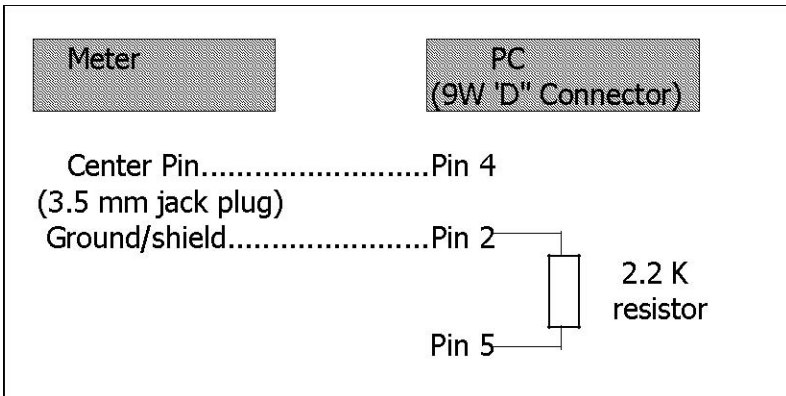 Meter
PC
(9W 'D" Connector)
Center Pin..........................Pin 4
(3.5 mm jack plug)
Ground/shield.......................Pin 2
2.2 K
resistor
Pin 5